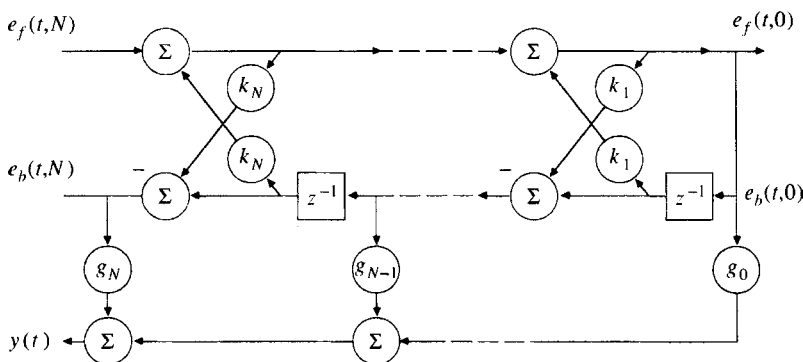 e_f(t,N) Σ Σ e_f(t,0)
k_N k_1
k_N k_1
e_b(t,N) − Σ z^{−1} − Σ z^{−1} e_b(t,0)
g_N g_{N−1} g_0
y(t) Σ Σ